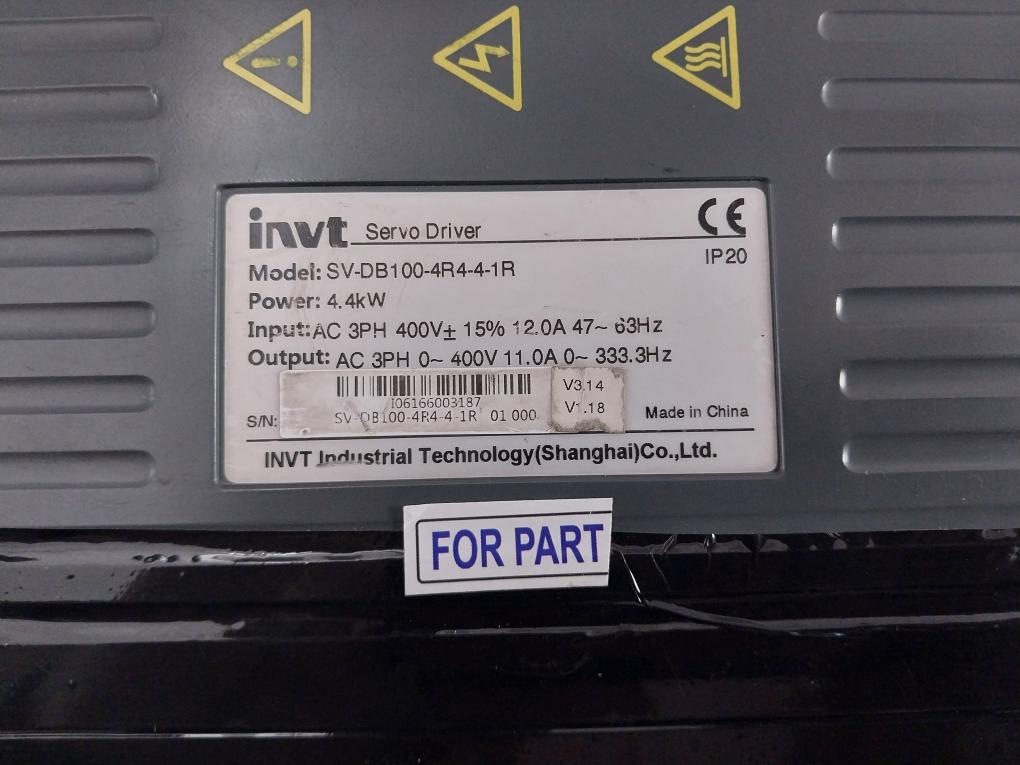 invt Servo Driver CE
IP20
Model: SV-DB100-4R4-4-1R
Power: 4.4kW
Input: AC 3PH 400V± 15% 12.0A 47~ 63Hz
Output: AC 3PH 0~ 400V 11.0A 0~ 333.3Hz
I06166003187
S/N: SV-DB100-4R4-4-1R 01 000
V3.14
V1.18
Made in China
INVT Industrial Technology(Shanghai)Co.,Ltd.
FOR PART